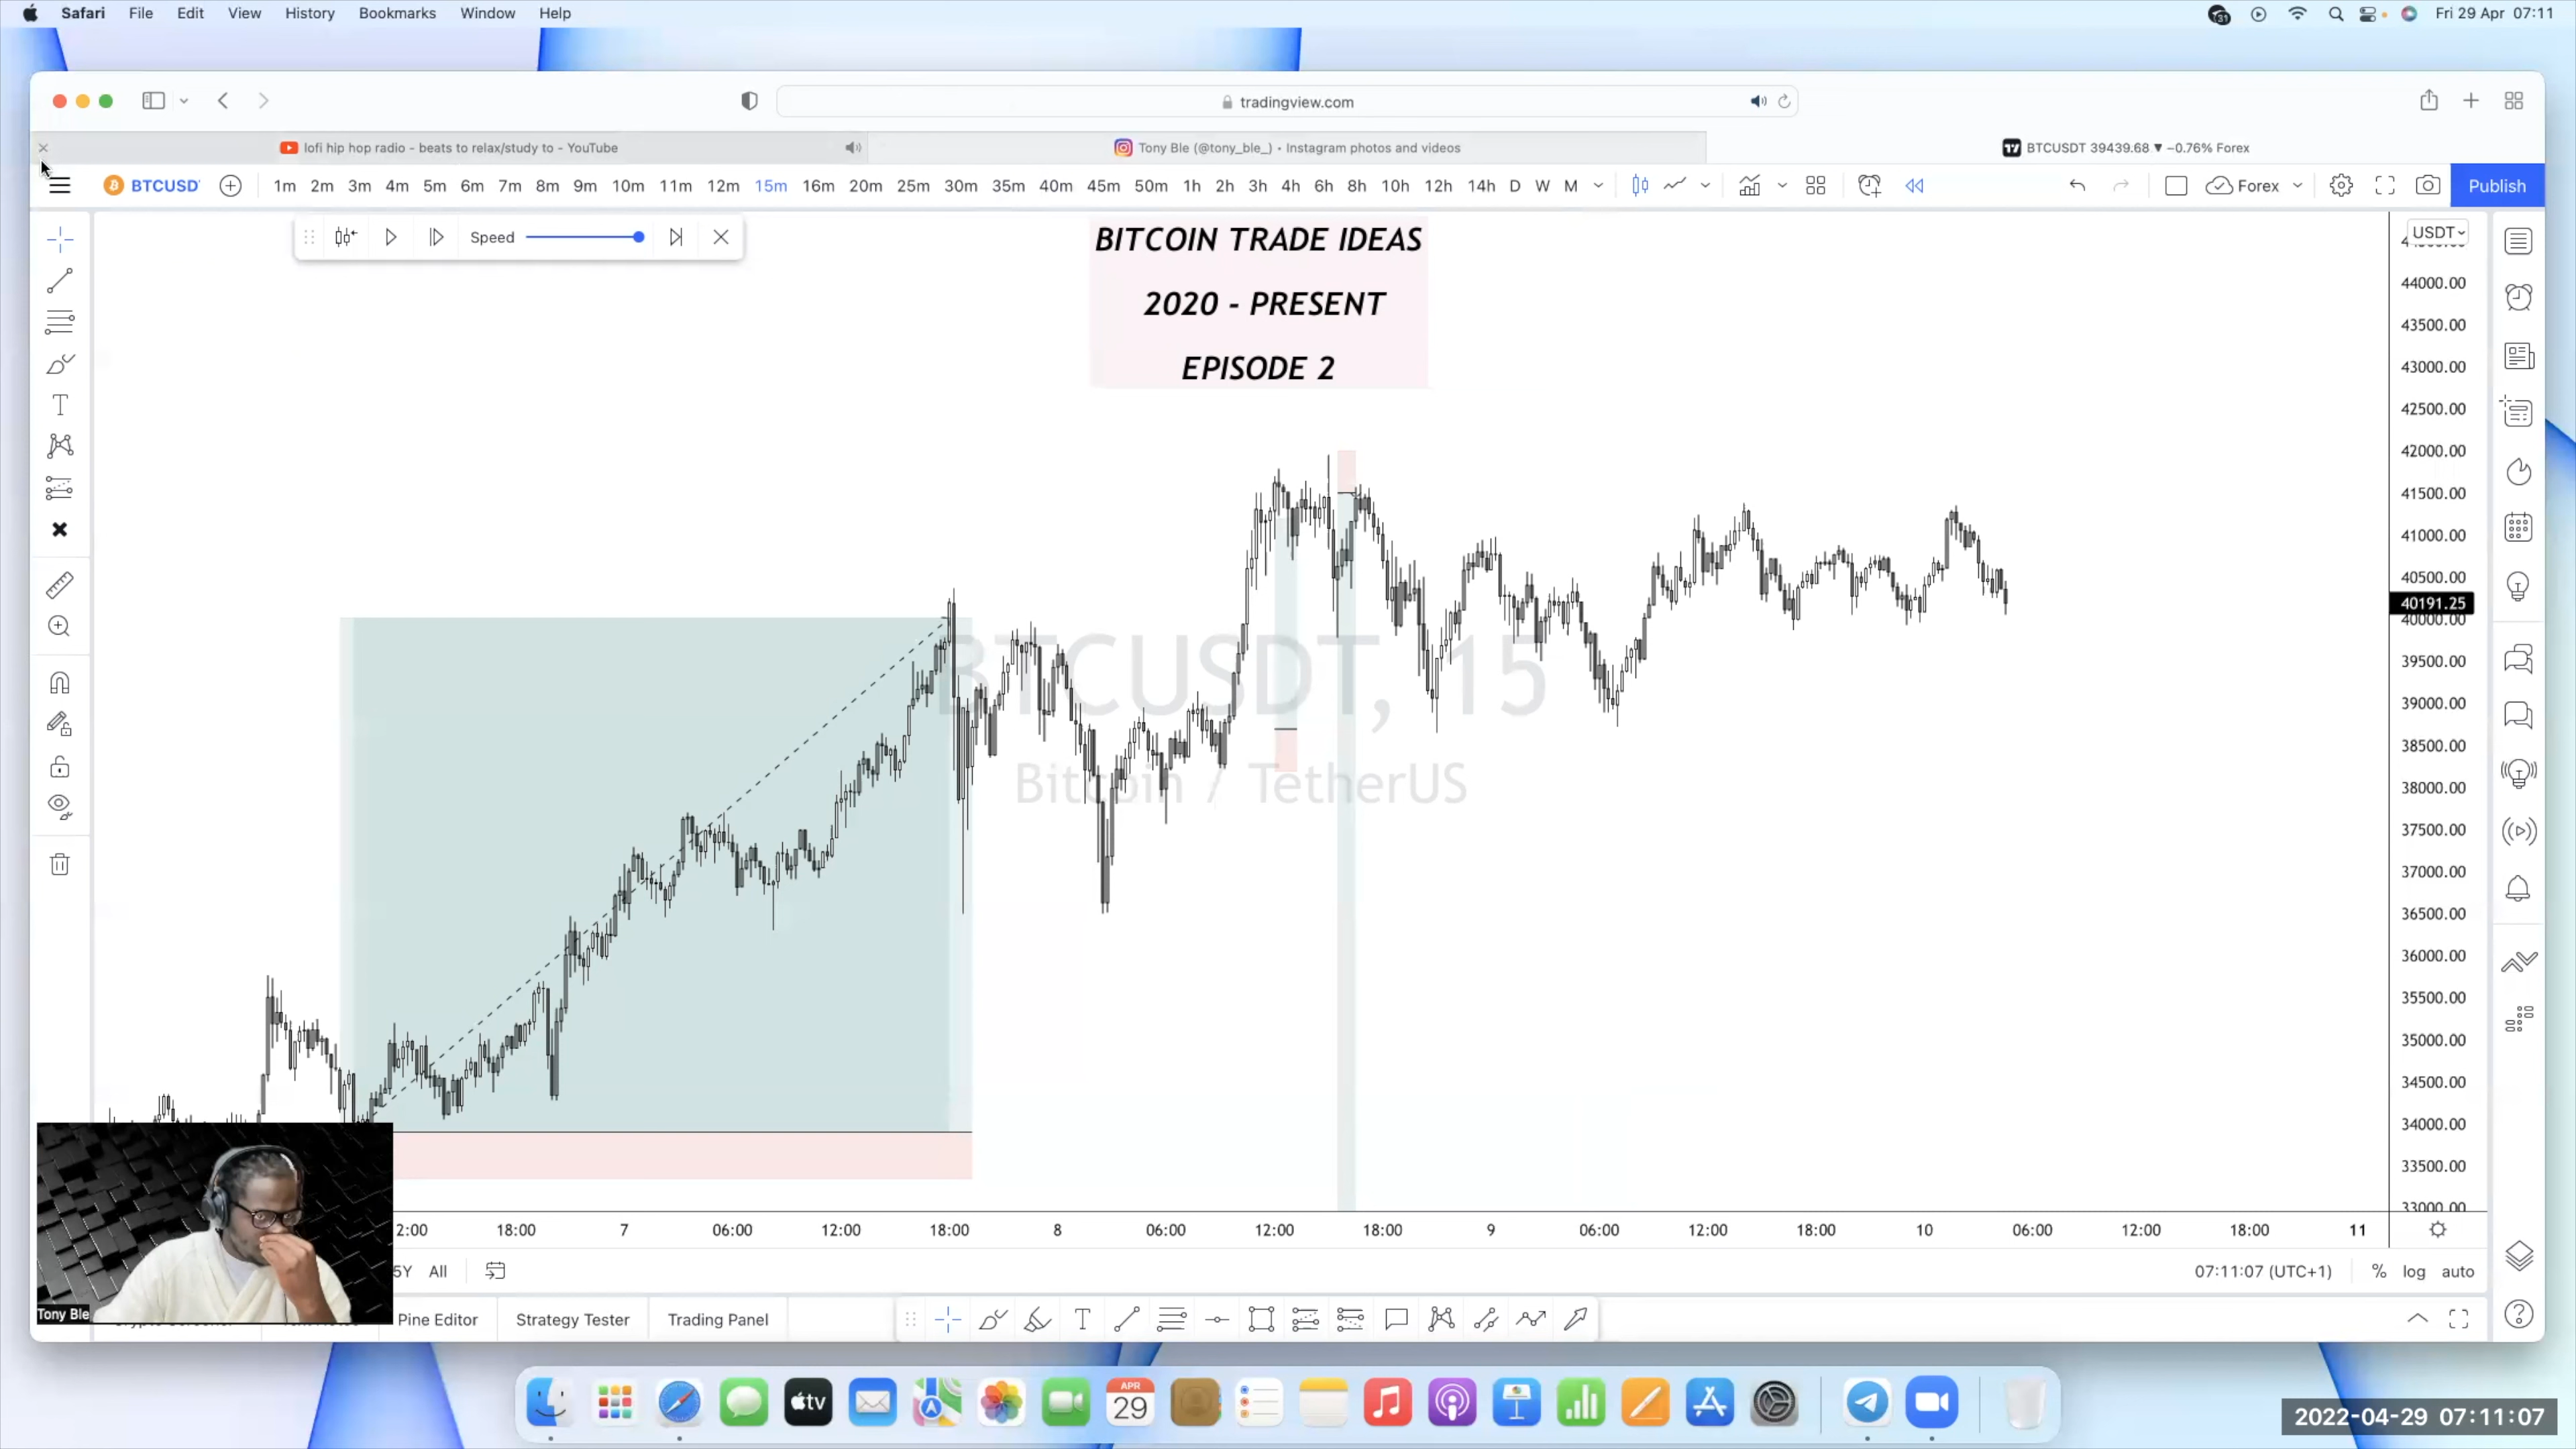 Safari File Edit View History Bookmarks Window Help
31
Fri 29 Apr 07:11
tradingview.com
lofi hip hop radio - beats to relax/study to - YouTube
Tony Ble (@tony_ble_) • Instagram photos and videos
BTCUSDT 39439.68 ▼ −0.76% Forex
BTCUSD
1m 2m 3m 4m 5m 6m 7m 8m 9m 10m 11m 12m 15m 16m 20m 25m 30m 35m 40m 45m 50m 1h 2h 3h 4h 6h 8h 10h 12h 14h D W M
Forex
Publish
Speed
BITCOIN TRADE IDEAS
2020 - PRESENT
EPISODE 2
USDT
44000.00
43500.00
43000.00
42500.00
42000.00
41500.00
41000.00
40500.00
40191.25
40000.00
39500.00
39000.00
38500.00
38000.00
37500.00
37000.00
36500.00
36000.00
35500.00
35000.00
34500.00
34000.00
33500.00
33000.00
BTCUSDT, 15
Bitcoin / TetherUS
2:00 18:00 7 06:00 12:00 18:00 8 06:00 12:00 18:00 9 06:00 12:00 18:00 10 06:00 12:00 18:00 11
5Y All
07:11:07 (UTC+1) % log auto
Tony Ble
Pine Editor Strategy Tester Trading Panel
tv
APR
29
2022-04-29 07:11:07